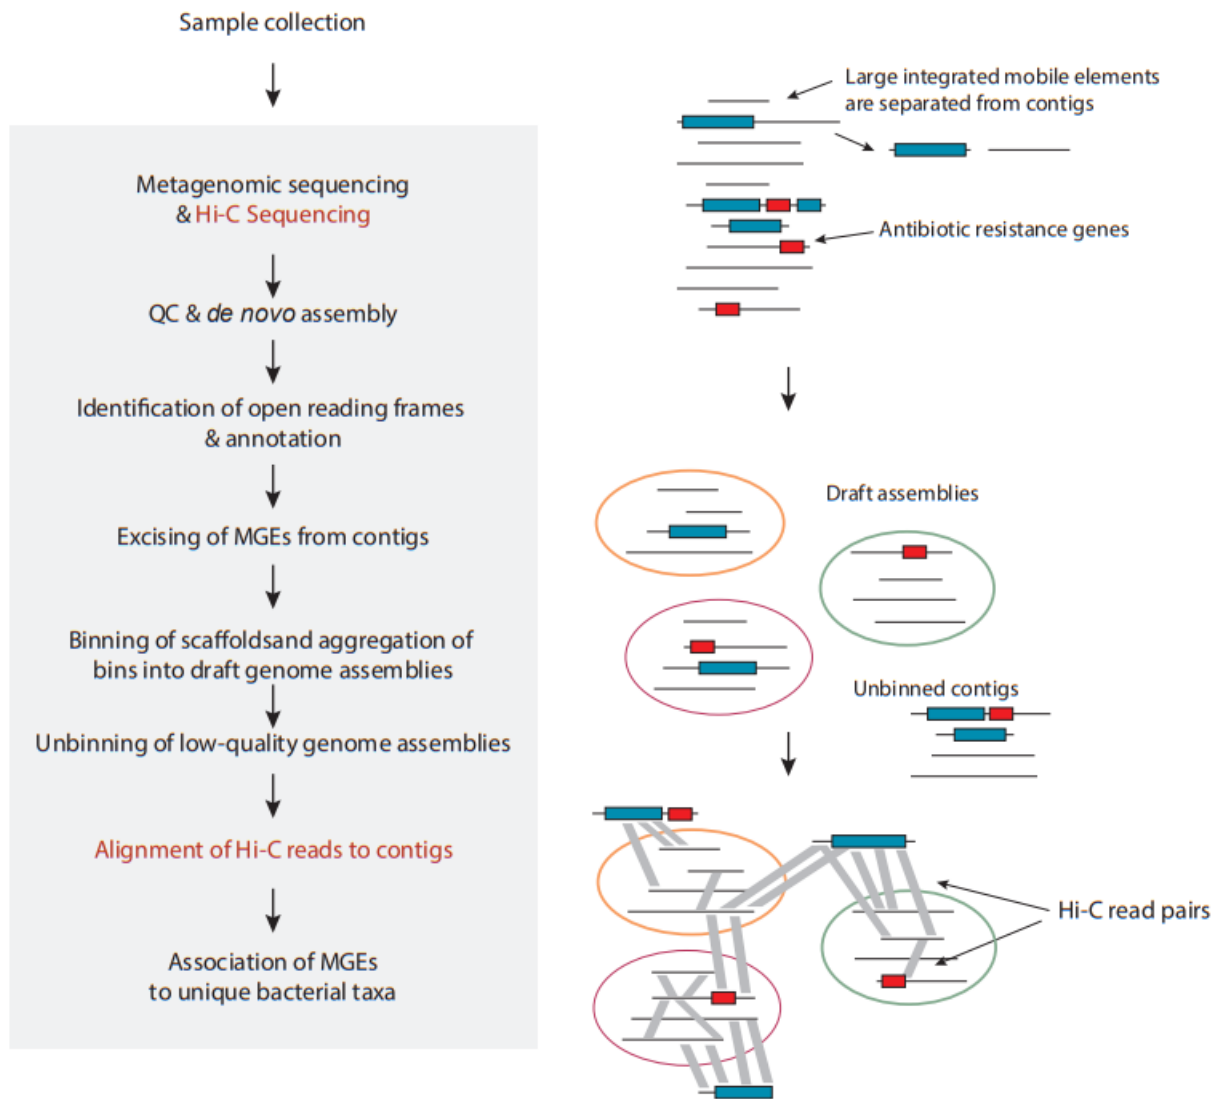 Sample collection
Metagenomic sequencing
& Hi-C Sequencing
QC & de novo assembly
Identification of open reading frames
& annotation
Excising of MGEs from contigs
Binning of scaffoldsand aggregation of
bins into draft genome assemblies
Unbinning of low-quality genome assemblies
Alignment of Hi-C reads to contigs
Association of MGEs
to unique bacterial taxa
Large integrated mobile elements
are separated from contigs
Antibiotic resistance genes
Draft assemblies
Unbinned contigs
Hi-C read pairs